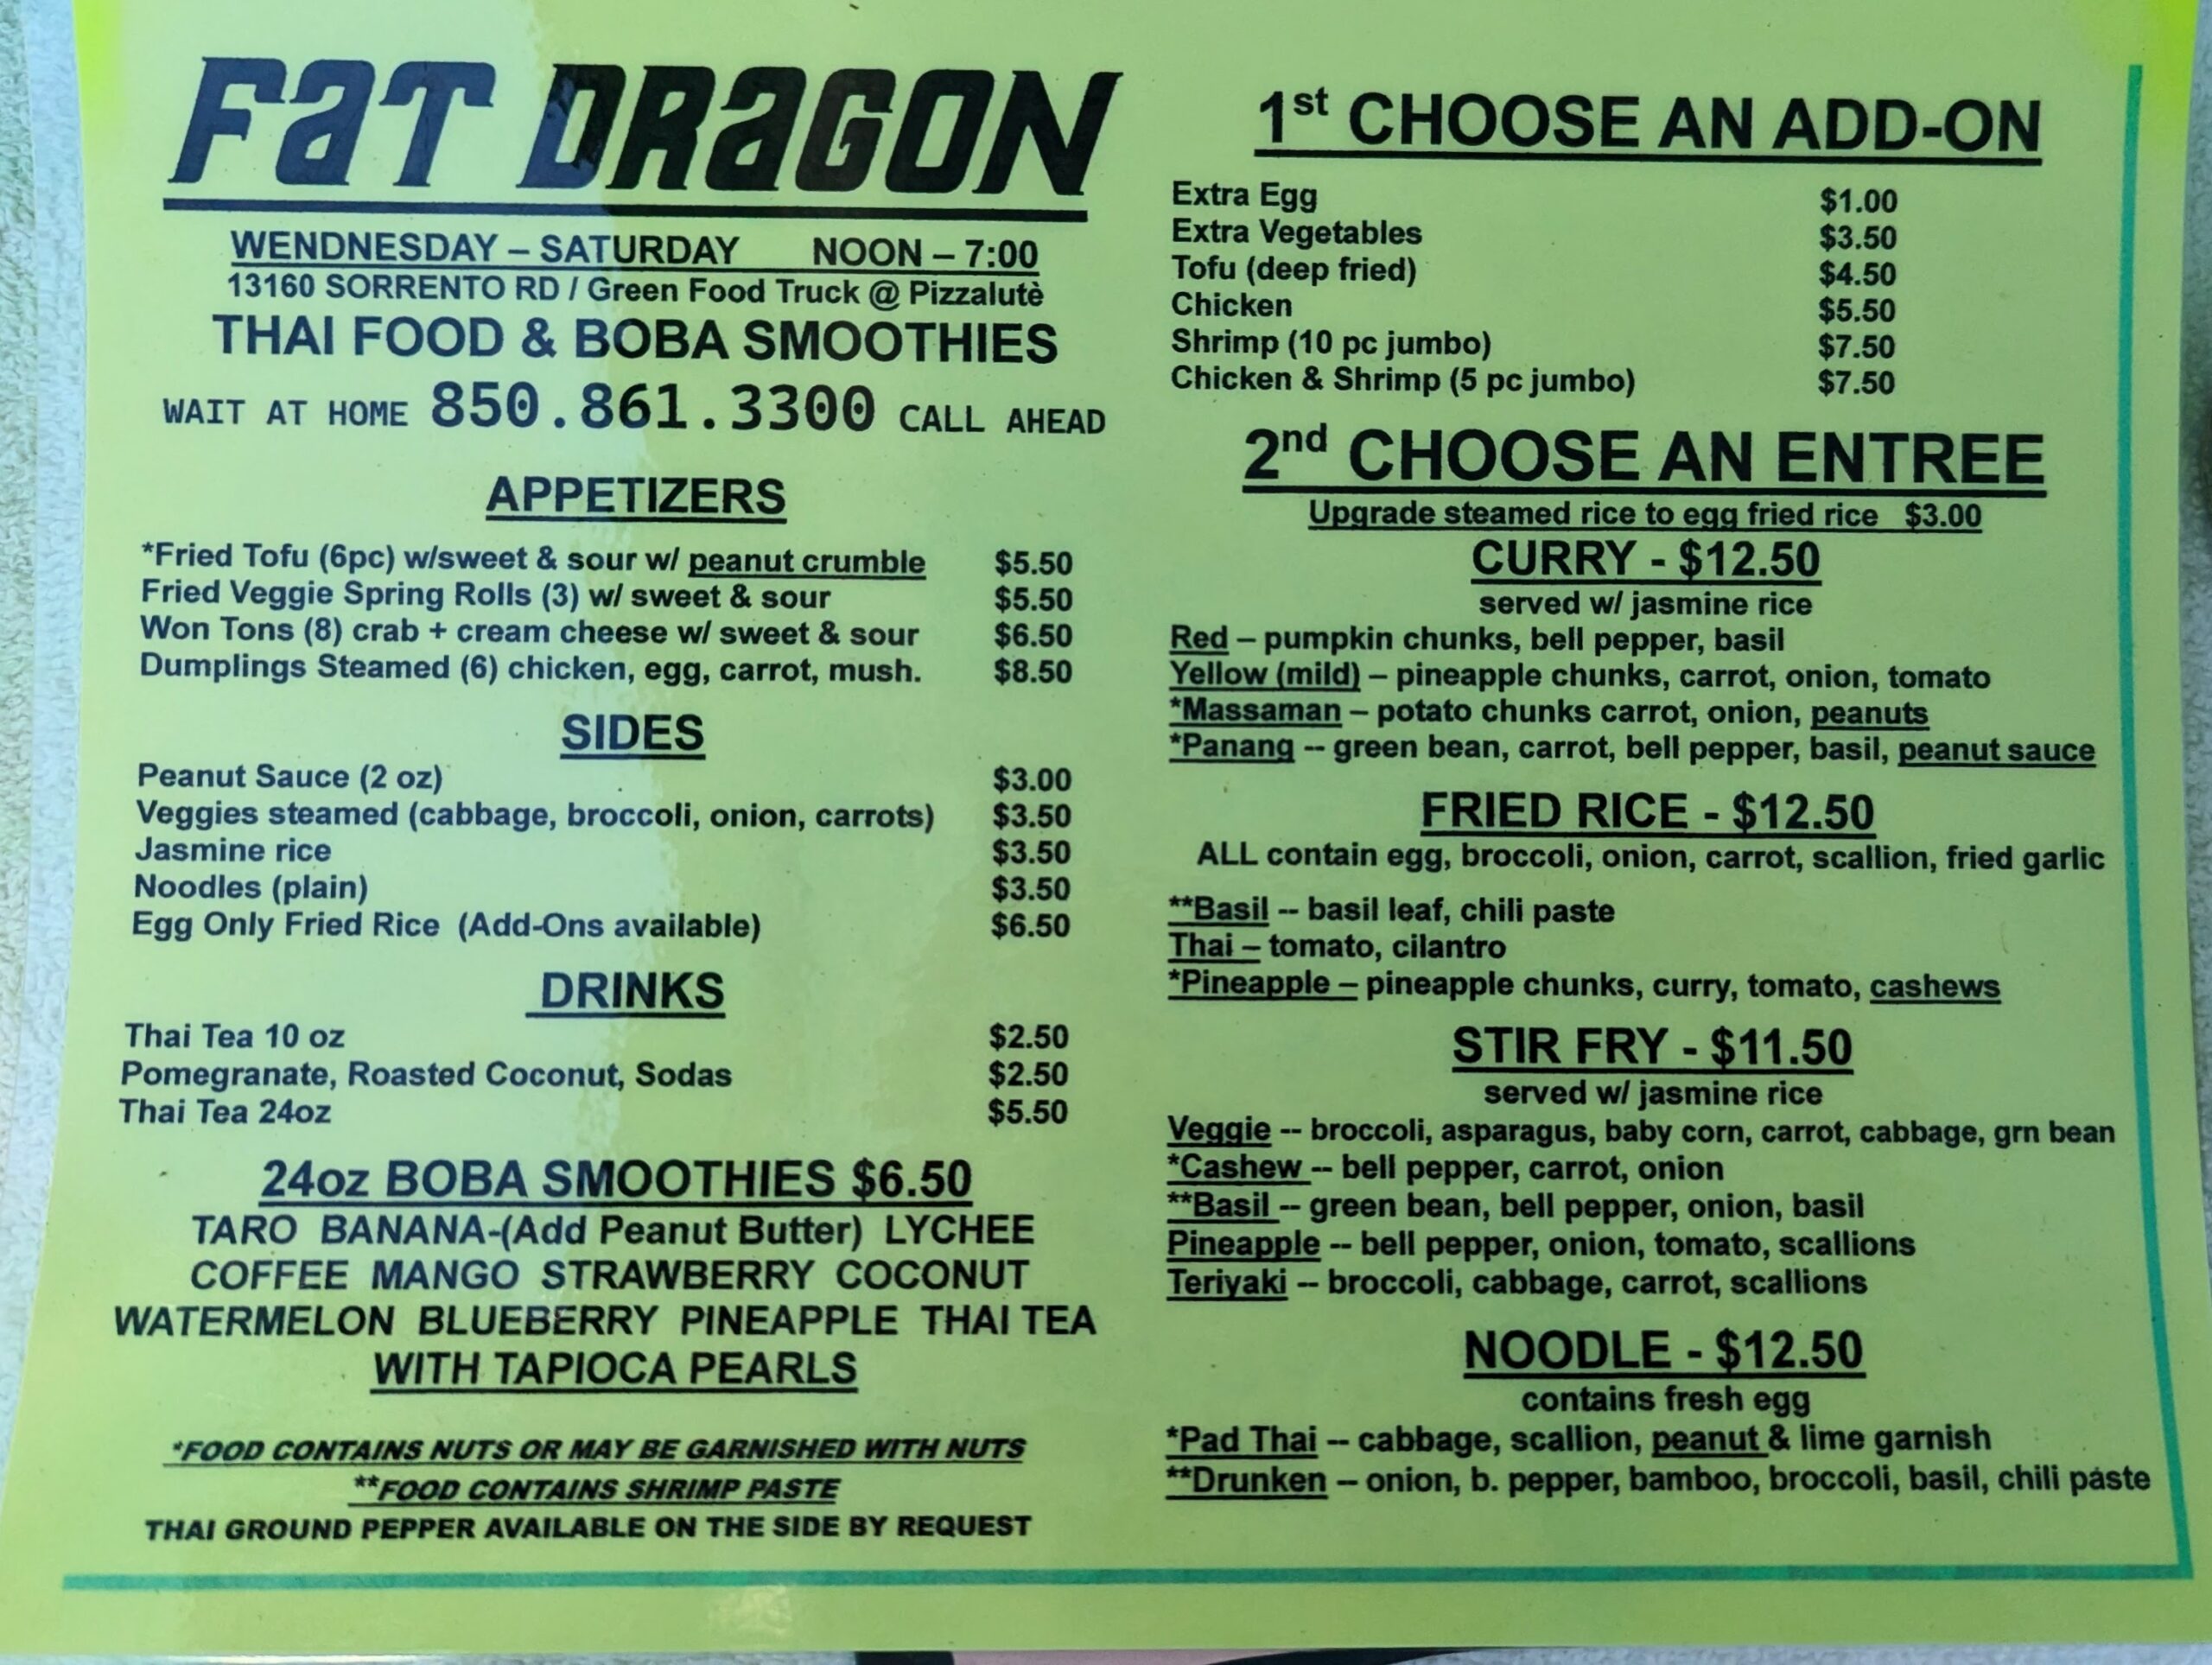 FaT DRaGON
WENDNESDAY – SATURDAY NOON – 7:00
13160 SORRENTO RD / Green Food Truck @ Pizzalutè
THAI FOOD & BOBA SMOOTHIES
WAIT AT HOME 850.861.3300 CALL AHEAD
APPETIZERS
*Fried Tofu (6pc) w/sweet & sour w/ peanut crumble $5.50
Fried Veggie Spring Rolls (3) w/ sweet & sour $5.50
Won Tons (8) crab + cream cheese w/ sweet & sour $6.50
Dumplings Steamed (6) chicken, egg, carrot, mush. $8.50
SIDES
Peanut Sauce (2 oz) $3.00
Veggies steamed (cabbage, broccoli, onion, carrots) $3.50
Jasmine rice $3.50
Noodles (plain) $3.50
Egg Only Fried Rice (Add-Ons available) $6.50
DRINKS
Thai Tea 10 oz $2.50
Pomegranate, Roasted Coconut, Sodas $2.50
Thai Tea 24oz $5.50
24oz BOBA SMOOTHIES $6.50
TARO BANANA-(Add Peanut Butter) LYCHEE
COFFEE MANGO STRAWBERRY COCONUT
WATERMELON BLUEBERRY PINEAPPLE THAI TEA
WITH TAPIOCA PEARLS
*FOOD CONTAINS NUTS OR MAY BE GARNISHED WITH NUTS
**FOOD CONTAINS SHRIMP PASTE
THAI GROUND PEPPER AVAILABLE ON THE SIDE BY REQUEST
1st CHOOSE AN ADD-ON
Extra Egg $1.00
Extra Vegetables $3.50
Tofu (deep fried) $4.50
Chicken $5.50
Shrimp (10 pc jumbo) $7.50
Chicken & Shrimp (5 pc jumbo) $7.50
2nd CHOOSE AN ENTREE
Upgrade steamed rice to egg fried rice $3.00
CURRY - $12.50
served w/ jasmine rice
Red – pumpkin chunks, bell pepper, basil
Yellow (mild) – pineapple chunks, carrot, onion, tomato
*Massaman – potato chunks carrot, onion, peanuts
*Panang -- green bean, carrot, bell pepper, basil, peanut sauce
FRIED RICE - $12.50
ALL contain egg, broccoli, onion, carrot, scallion, fried garlic
**Basil -- basil leaf, chili paste
Thai – tomato, cilantro
*Pineapple – pineapple chunks, curry, tomato, cashews
STIR FRY - $11.50
served w/ jasmine rice
Veggie -- broccoli, asparagus, baby corn, carrot, cabbage, grn bean
*Cashew -- bell pepper, carrot, onion
**Basil -- green bean, bell pepper, onion, basil
Pineapple -- bell pepper, onion, tomato, scallions
Teriyaki -- broccoli, cabbage, carrot, scallions
NOODLE - $12.50
contains fresh egg
*Pad Thai -- cabbage, scallion, peanut & lime garnish
**Drunken -- onion, b. pepper, bamboo, broccoli, basil, chili paste